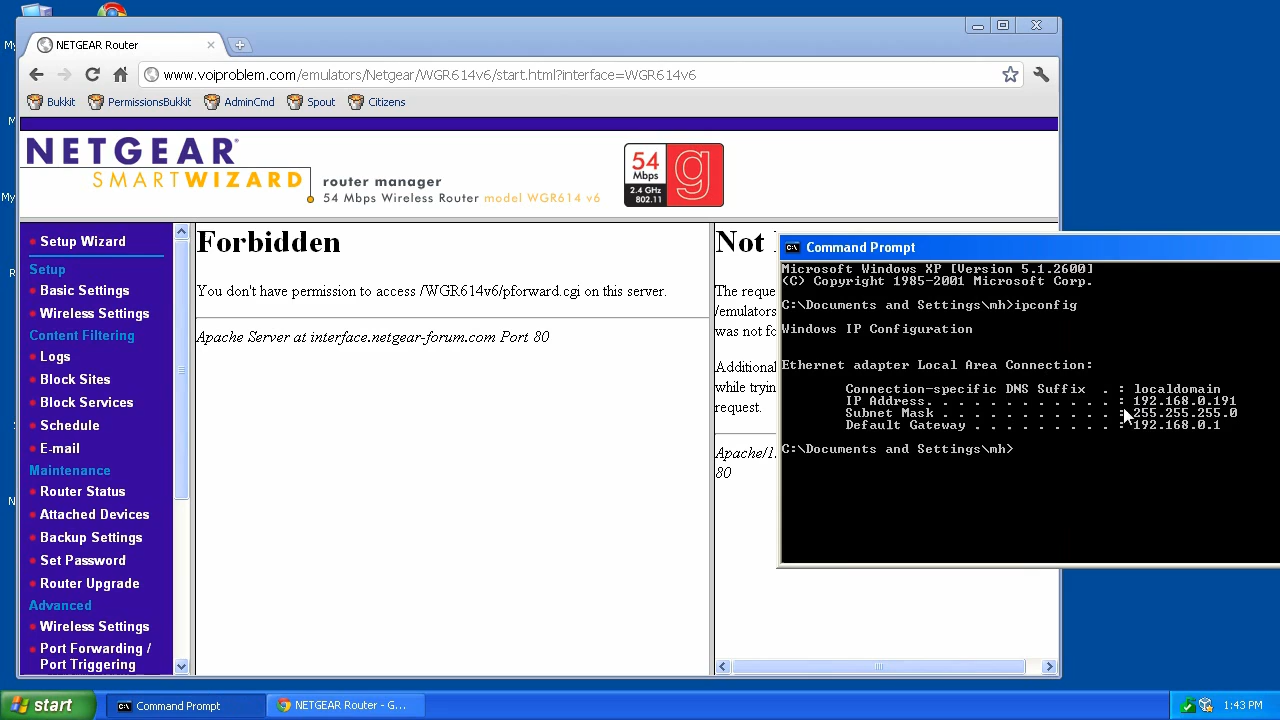 My
M
My
R
N
NETGEAR Router
www.voiproblem.com/emulators/Netgear/WGR614v6/start.html?interface=WGR614v6
Bukkit PermissionsBukkit AdminCmd Spout Citizens
NETGEAR®
SMARTWIZARD
router manager
54 Mbps Wireless Router model WGR614 v6
54
Mbps
2.4 GHz
802.11
g
Setup Wizard
Setup
Basic Settings
Wireless Settings
Content Filtering
Logs
Block Sites
Block Services
Schedule
E-mail
Maintenance
Router Status
Attached Devices
Backup Settings
Set Password
Router Upgrade
Advanced
Wireless Settings
Port Forwarding /
Port Triggering
Forbidden
You don't have permission to access /WGR614v6/pforward.cgi on this server.
Apache Server at interface.netgear-forum.com Port 80
Not
The reque
/emulators
was not fo
Additional
while tryin
request.
Apache/1.
80
C:\ Command Prompt
Microsoft Windows XP [Version 5.1.2600]
(C) Copyright 1985-2001 Microsoft Corp.
C:\Documents and Settings\mh>ipconfig
Windows IP Configuration
Ethernet adapter Local Area Connection:
Connection-specific DNS Suffix . : localdomain
IP Address. . . . . . . . . . . . : 192.168.0.191
Subnet Mask . . . . . . . . . . . : 255.255.255.0
Default Gateway . . . . . . . . . : 192.168.0.1
C:\Documents and Settings\mh>
start
C:\ Command Prompt
NETGEAR Router - G...
1:43 PM